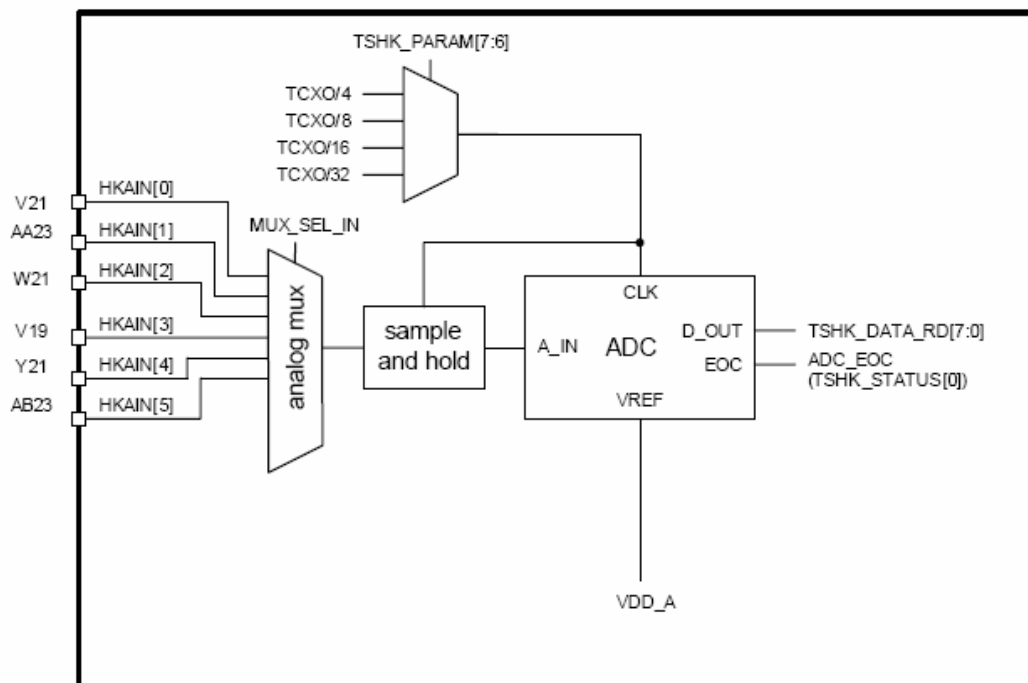 TSHK_PARAM[7:6]
TCXO/4
TCXO/8
TCXO/16
TCXO/32
V21
HKAIN[0]
AA23
HKAIN[1]
MUX_SEL_IN
W21
HKAIN[2]
V19
HKAIN[3]
Y21
HKAIN[4]
AB23
HKAIN[5]
analog mux
sample
and hold
CLK
A_IN
ADC
D_OUT
EOC
VREF
TSHK_DATA_RD[7:0]
ADC_EOC
(TSHK_STATUS[0])
VDD_A